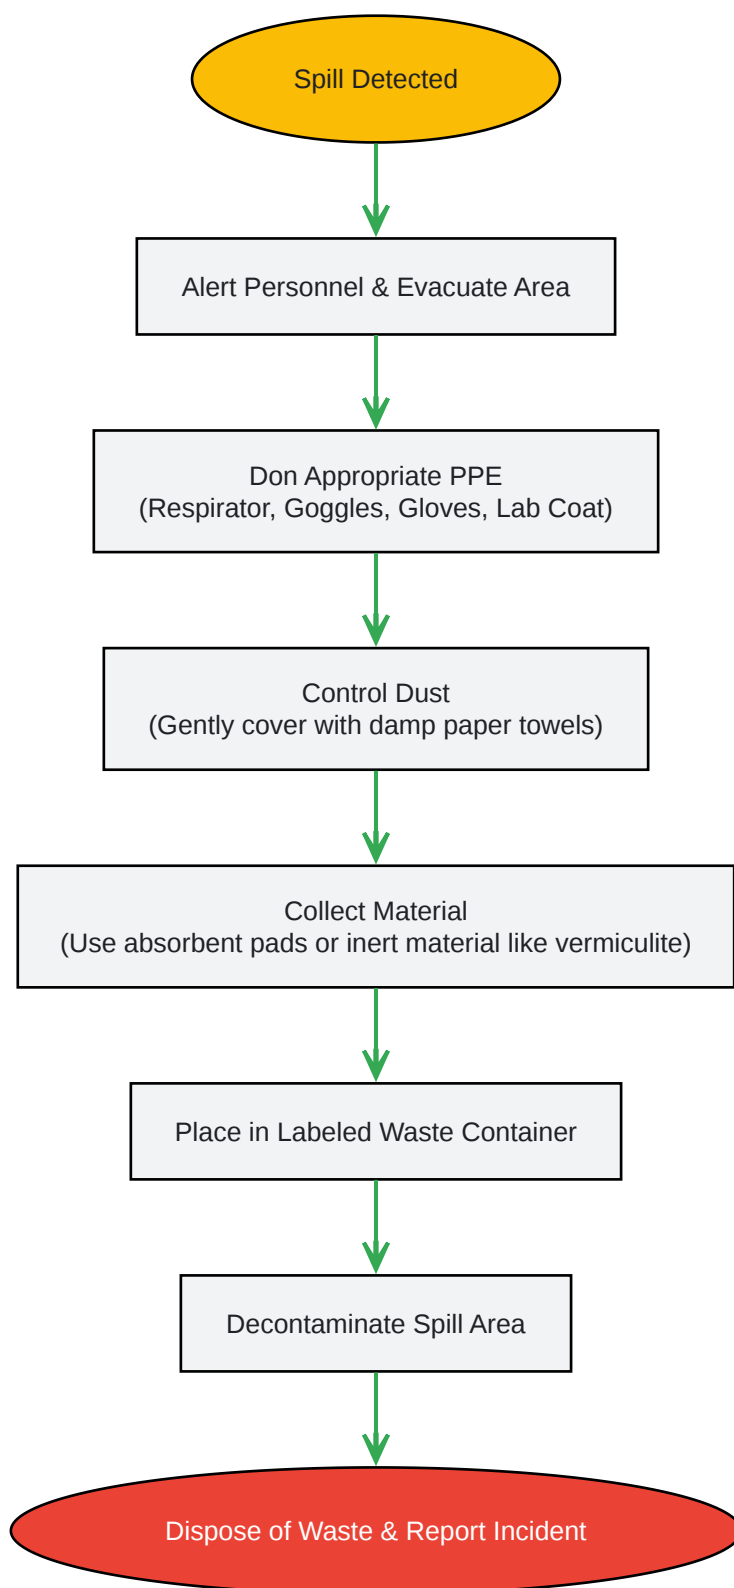 Spill Detected
Alert Personnel & Evacuate Area
Don Appropriate PPE
(Respirator, Goggles, Gloves, Lab Coat)
Control Dust
(Gently cover with damp paper towels)
Collect Material
(Use absorbent pads or inert material like vermiculite)
Place in Labeled Waste Container
Decontaminate Spill Area
Dispose of Waste & Report Incident